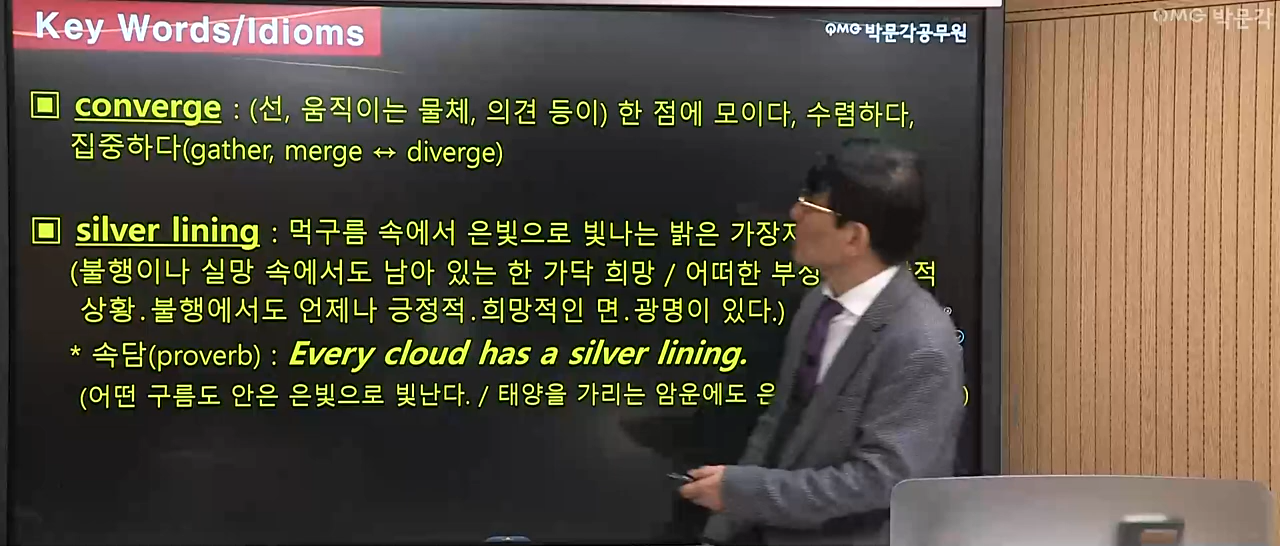 Key Words/Idioms
PMG 박문각공무원
PMG 박문각
▣ converge : (선, 움직이는 물체, 의견 등이) 한 점에 모이다, 수렴하다,
집중하다(gather, merge ↔ diverge)
▣ silver lining : 먹구름 속에서 은빛으로 빛나는 밝은
(불행이나 실망 속에서도 남아 있는 한 가닥 희망 / 어떠한
상황.불행에서도 언제나 긍정적.희망적인 면.광명이 있다.)
* 속담(proverb) : Every cloud has a silver lining.
(어떤 구름도 안은 은빛으로 빛난다. / 태양을 가리는 암운에도